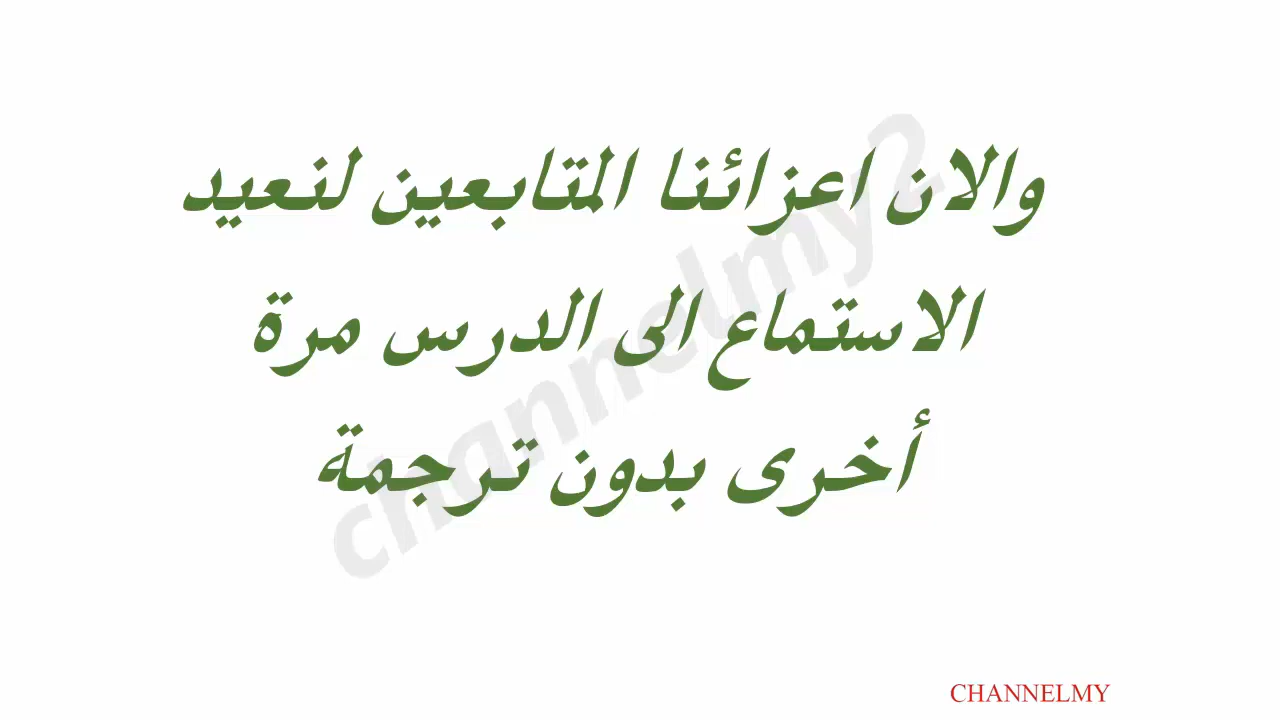 والان اعزائنا المتابعين لنعيد
الاستماع الى الدرس مرة
أخرى بدون ترجمة
channelmy2
CHANNELMY